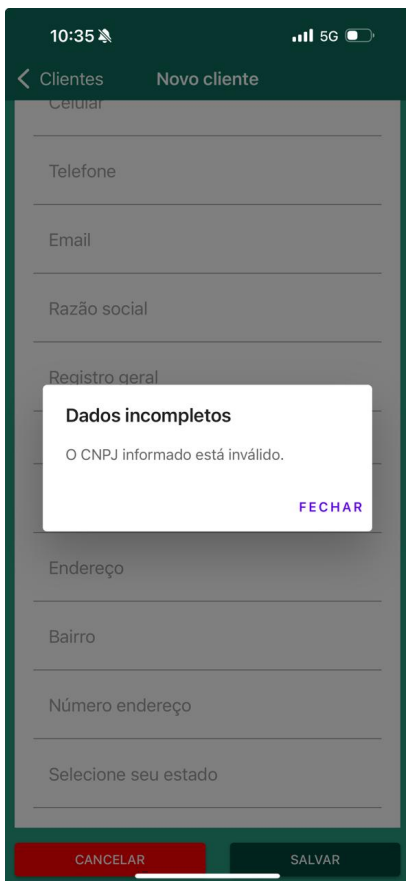 10:35
5G
Clientes
Novo cliente
Celular
Telefone
Email
Razão social
Registro geral
Dados incompletos
O CNPJ informado está inválido.
FECHAR
Endereço
Bairro
Número endereço
Selecione seu estado
CANCELAR
SALVAR